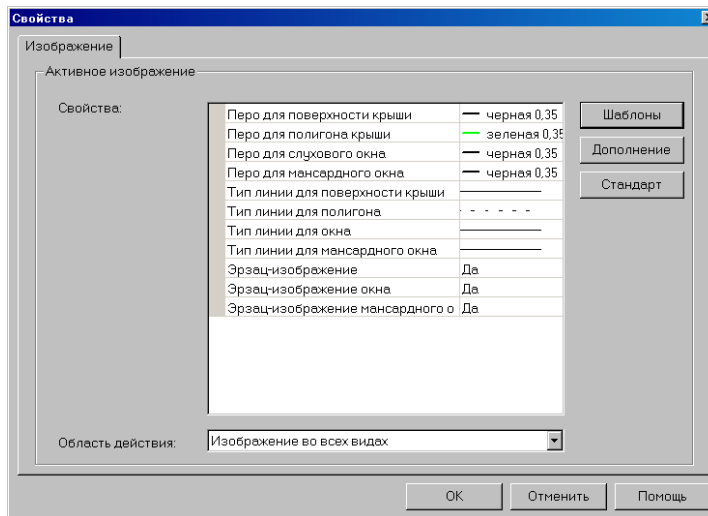 Свойства
Изображение
Активное изображение
Свойства:
Перо для поверхности крыши черная 0,35
Перо для полигона крыши зеленая 0,35
Перо для слухового окна черная 0,35
Перо для мансардного окна черная 0,35
Тип линии для поверхности крыши
Тип линии для полигона
Тип линии для окна
Тип линии для мансардного окна
Эрзац-изображение Да
Эрзац-изображение окна Да
Эрзац-изображение мансардного о Да
Шаблоны
Дополнение
Стандарт
Область действия: Изображение во всех видах
OK Отменить Помощь